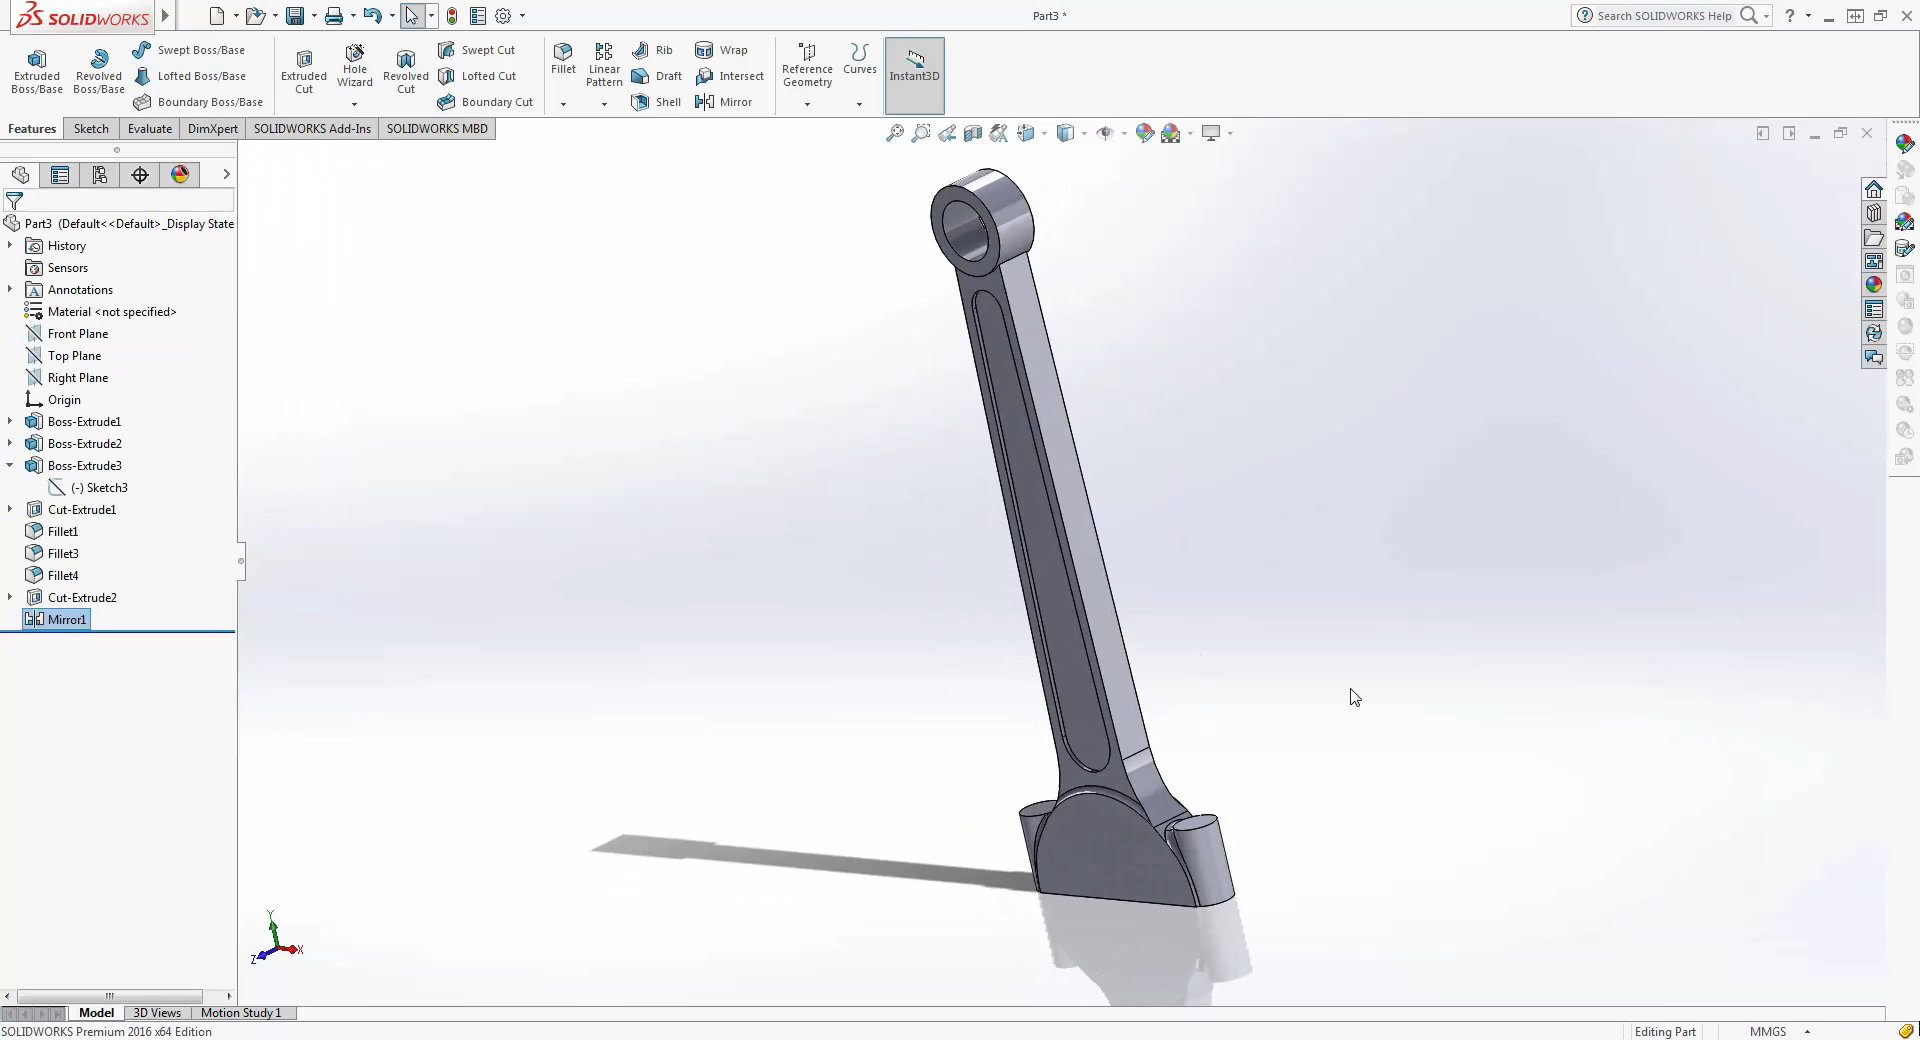 SOLIDWORKS
Part3 *
Search SOLIDWORKS Help
?
Extruded
Boss/Base
Revolved
Boss/Base
Swept Boss/Base
Lofted Boss/Base
Boundary Boss/Base
Extruded
Cut
Hole
Wizard
Revolved
Cut
Swept Cut
Lofted Cut
Boundary Cut
Fillet
Linear
Pattern
Rib
Draft
Shell
Wrap
Intersect
Mirror
Reference
Geometry
Curves
Instant3D
Features
Sketch
Evaluate
DimXpert
SOLIDWORKS Add-Ins
SOLIDWORKS MBD
Part3 (Default<<Default>_Display State
History
Sensors
Annotations
Material <not specified>
Front Plane
Top Plane
Right Plane
Origin
Boss-Extrude1
Boss-Extrude2
Boss-Extrude3
(-) Sketch3
Cut-Extrude1
Fillet1
Fillet3
Fillet4
Cut-Extrude2
Mirror1
Y
X
Z
Model
3D Views
Motion Study 1
SOLIDWORKS Premium 2016 x64 Edition
Editing Part
MMGS